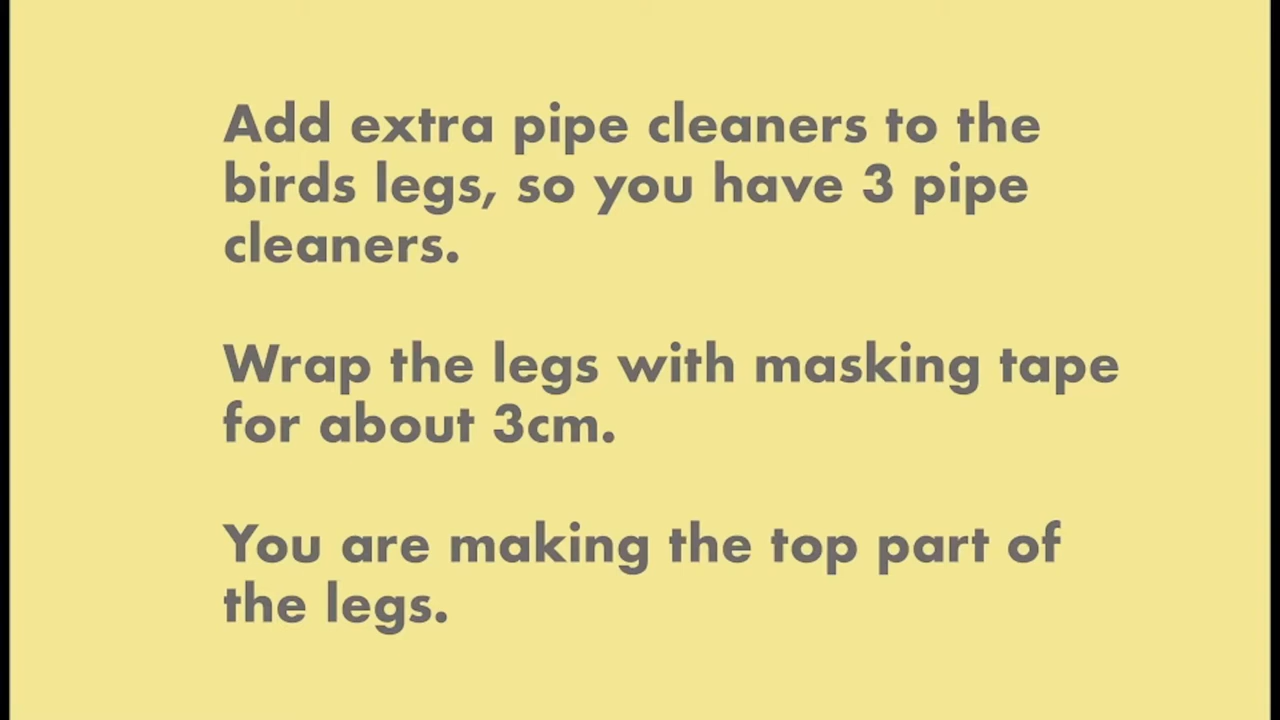 Add extra pipe cleaners to the
birds legs, so you have 3 pipe
cleaners.
Wrap the legs with masking tape
for about 3cm.
You are making the top part of
the legs.